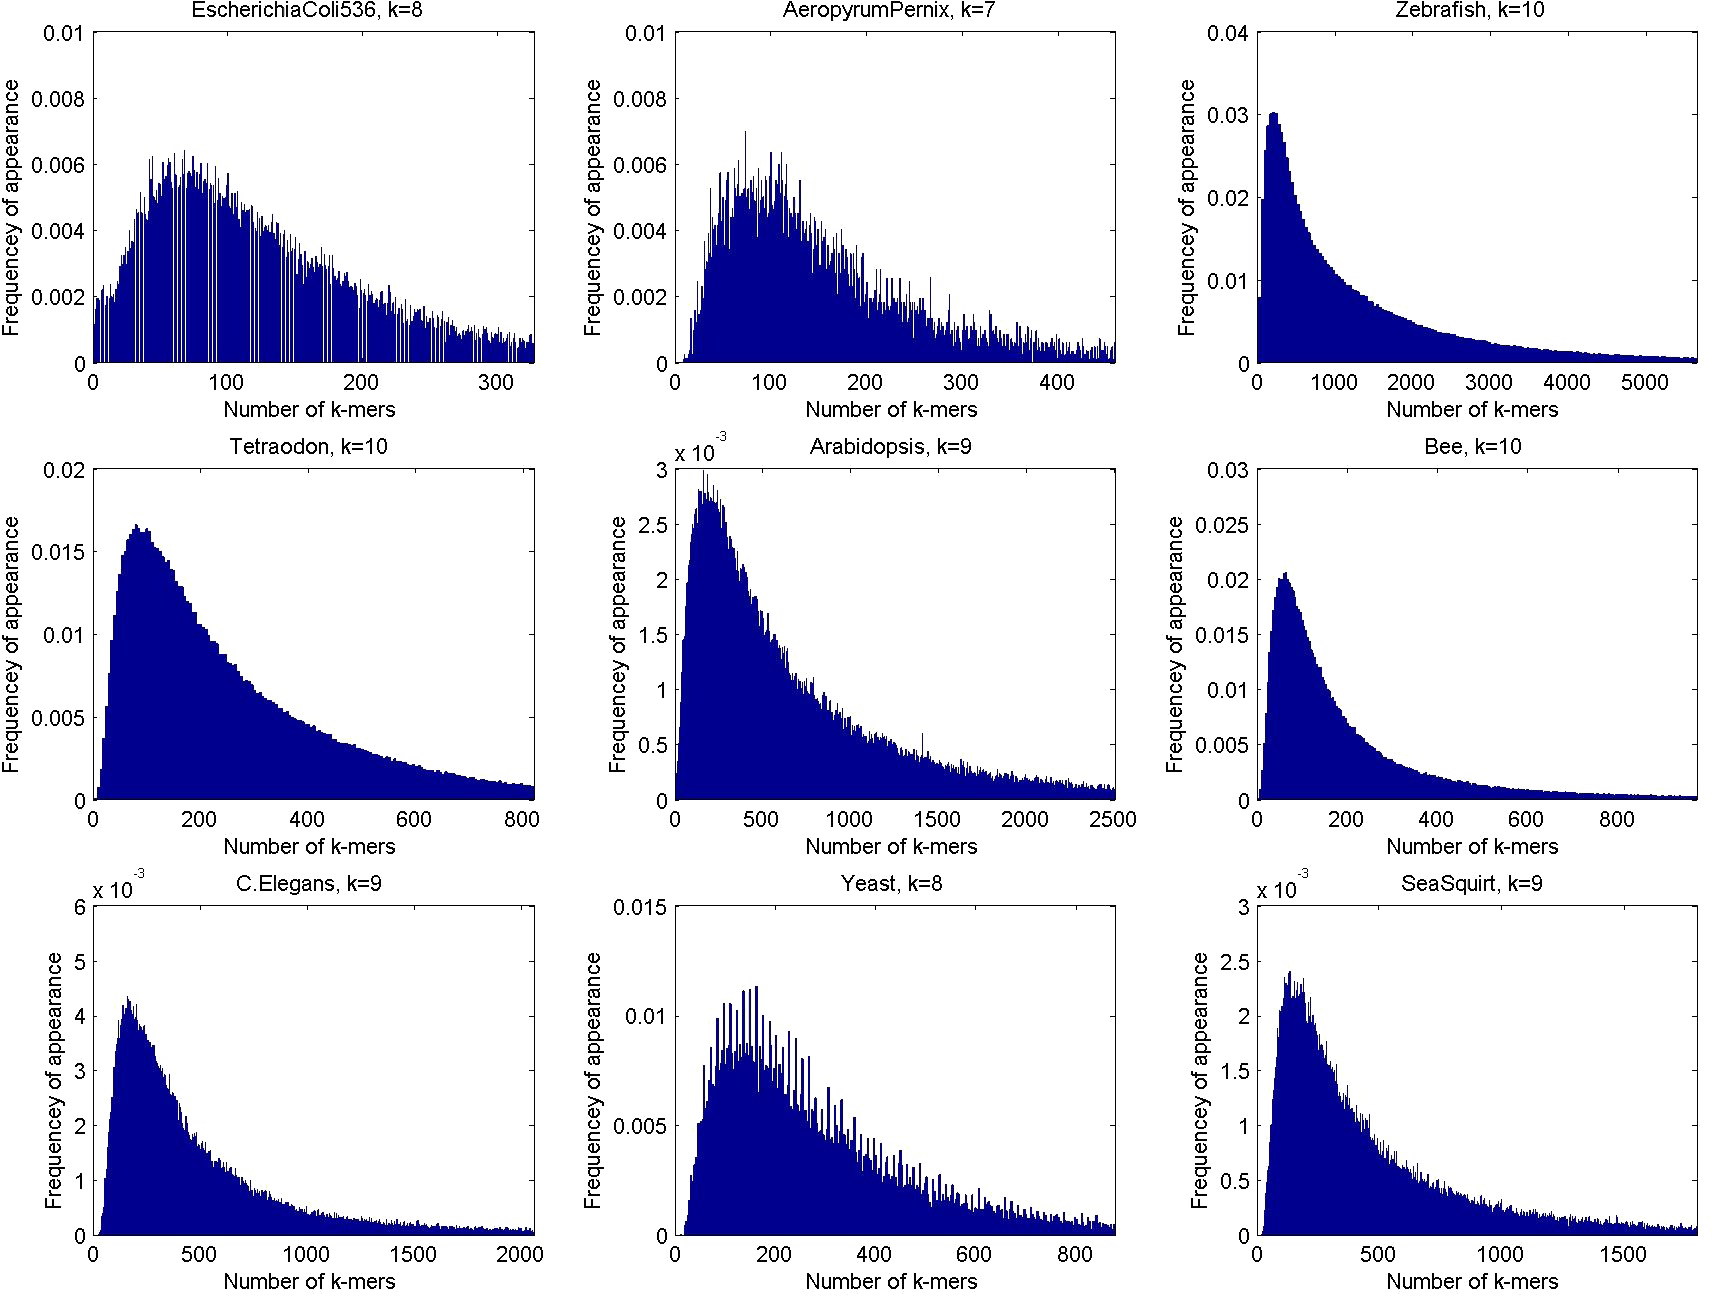 EscherichiaColi536, k=8
0.01
0.008
0.006
0.004
0.002
0
Frequencey of appearance
0 100 200 300
Number of k-mers
AeropyrumPernix, k=7
0.01
0.008
0.006
0.004
0.002
0
Frequencey of appearance
0 100 200 300 400
Number of k-mers
Zebrafish, k=10
0.04
0.03
0.02
0.01
0
Frequencey of appearance
0 1000 2000 3000 4000 5000
Number of k-mers
Tetraodon, k=10
0.02
0.015
0.01
0.005
0
Frequencey of appearance
0 200 400 600 800
Number of k-mers
Arabidopsis, k=9
x 10-3
3
2.5
2
1.5
1
0.5
0
Frequencey of appearance
0 500 1000 1500 2000 2500
Number of k-mers
Bee, k=10
0.03
0.025
0.02
0.015
0.01
0.005
0
Frequencey of appearance
0 200 400 600 800
Number of k-mers
C.Elegans, k=9
x 10-3
6
5
4
3
2
1
0
Frequencey of appearance
0 500 1000 1500 2000
Number of k-mers
Yeast, k=8
0.015
0.01
0.005
0
Frequencey of appearance
0 200 400 600 800
Number of k-mers
SeaSquirt, k=9
x 10-3
3
2.5
2
1.5
1
0.5
0
Frequencey of appearance
0 500 1000 1500
Number of k-mers